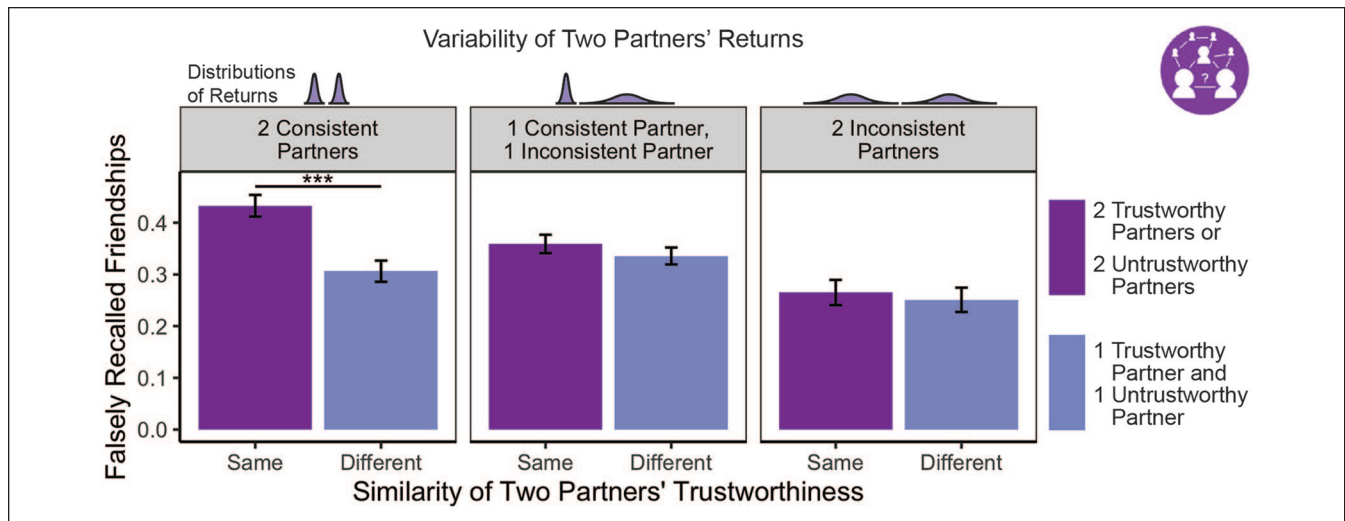 Variability of Two Partners' Returns
Distributions
of Returns
2 Consistent
Partners
1 Consistent Partner,
1 Inconsistent Partner
2 Inconsistent
Partners
Falsely Recalled Friendships
0.4
0.3
0.2
0.1
0.0
***
Same
Different
Same
Different
Same
Different
Similarity of Two Partners' Trustworthiness
2 Trustworthy
Partners or
2 Untrustworthy
Partners
1 Trustworthy
Partner and
1 Untrustworthy
Partner
?